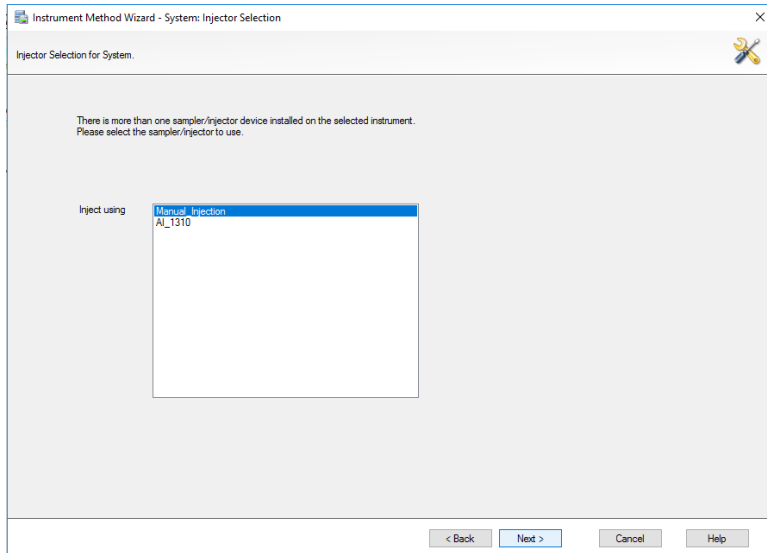 Instrument Method Wizard - System: Injector Selection
Injector Selection for System.
There is more than one sampler/injector device installed on the selected instrument.
Please select the sampler/injector to use.
Inject using
Manual_Injection
AI_1310
< Back
Next >
Cancel
Help